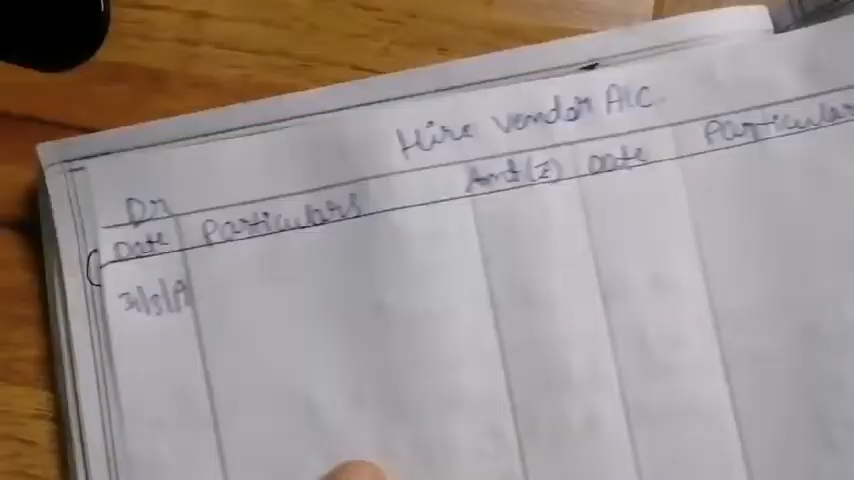 Hire vendor A/c.
Dr
Date Particulars Amt(₹) Date Particulars